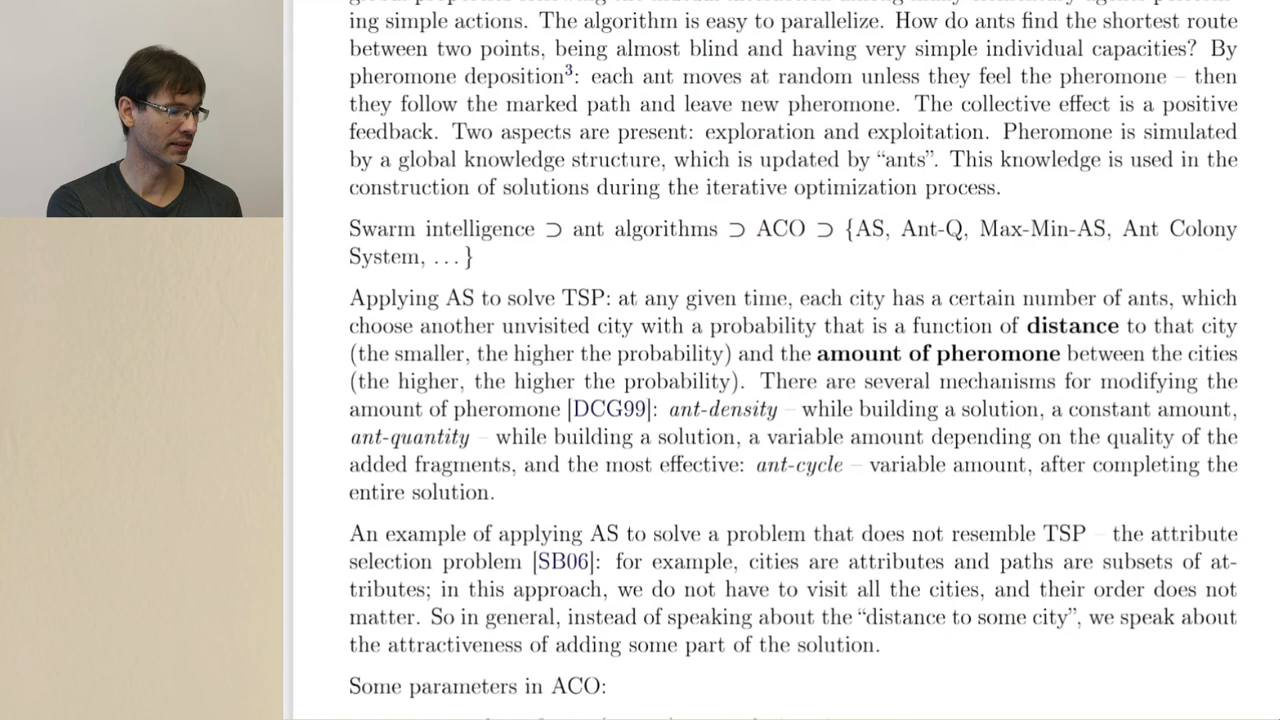 ing simple actions. The algorithm is easy to parallelize. How do ants find the shortest route
between two points, being almost blind and having very simple individual capacities? By
pheromone deposition³: each ant moves at random unless they feel the pheromone – then
they follow the marked path and leave new pheromone. The collective effect is a positive
feedback. Two aspects are present: exploration and exploitation. Pheromone is simulated
by a global knowledge structure, which is updated by “ants”. This knowledge is used in the
construction of solutions during the iterative optimization process.
Swarm intelligence ⊃ ant algorithms ⊃ ACO ⊃ {AS, Ant-Q, Max-Min-AS, Ant Colony
System, ...}
Applying AS to solve TSP: at any given time, each city has a certain number of ants, which
choose another unvisited city with a probability that is a function of distance to that city
(the smaller, the higher the probability) and the amount of pheromone between the cities
(the higher, the higher the probability). There are several mechanisms for modifying the
amount of pheromone [DCG99]: ant-density – while building a solution, a constant amount,
ant-quantity – while building a solution, a variable amount depending on the quality of the
added fragments, and the most effective: ant-cycle – variable amount, after completing the
entire solution.
An example of applying AS to solve a problem that does not resemble TSP – the attribute
selection problem [SB06]: for example, cities are attributes and paths are subsets of at-
tributes; in this approach, we do not have to visit all the cities, and their order does not
matter. So in general, instead of speaking about the “distance to some city”, we speak about
the attractiveness of adding some part of the solution.
Some parameters in ACO: